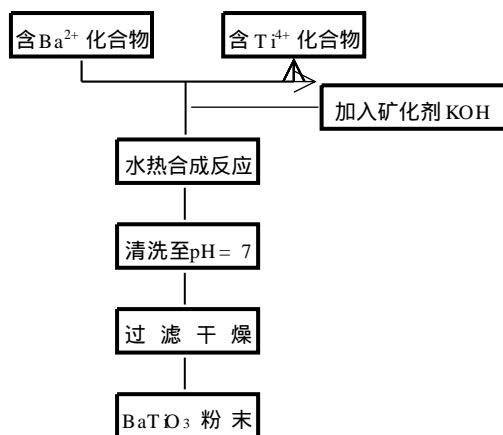 含Ba²⁺化合物
含Ti⁴⁺化合物
加入矿化剂KOH
水热合成反应
清洗至pH= 7
过 滤 干 燥
BaTiO₃ 粉 末